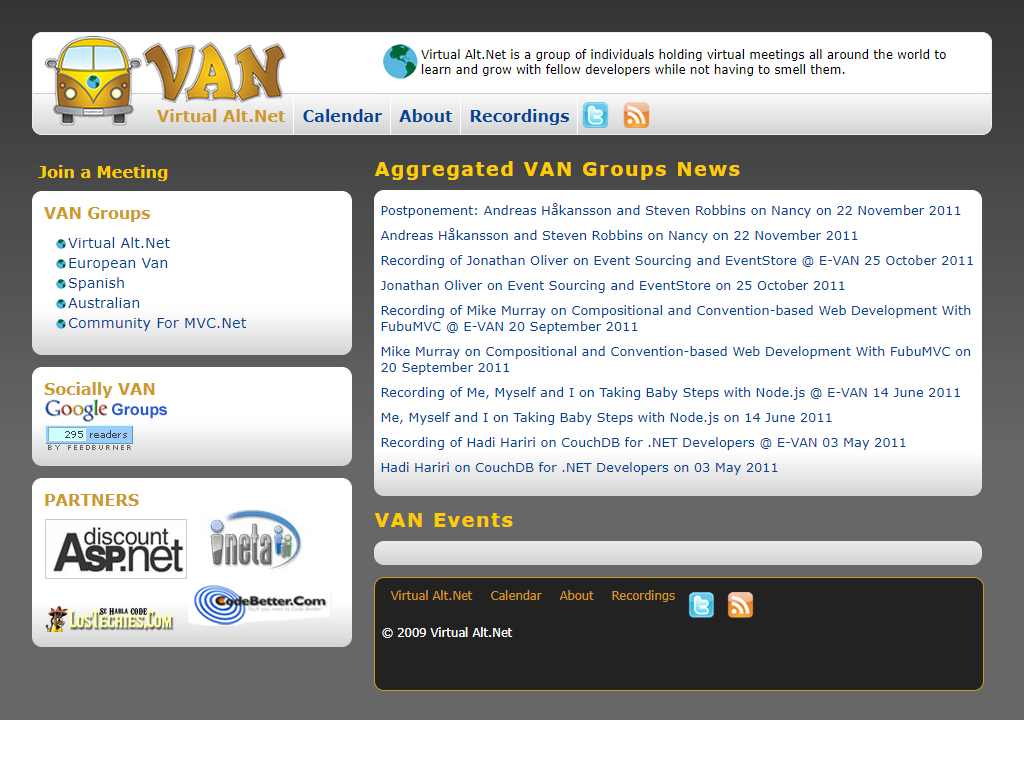 VAN
Virtual Alt.Net is a group of individuals holding virtual meetings all around the world to
learn and grow with fellow developers while not having to smell them.
Virtual Alt.Net
Calendar
About
Recordings
Join a Meeting
VAN Groups
Virtual Alt.Net
European Van
Spanish
Australian
Community For MVC.Net
Socially VAN
Google Groups
295 readers
BY FEEDBURNER
PARTNERS
discount
ASP.net
ineta
SE HABLA CODE
LosTechies.Com
CodeBetter.Com
Stuff you need to Code Better!
Aggregated VAN Groups News
Postponement: Andreas Håkansson and Steven Robbins on Nancy on 22 November 2011
Andreas Håkansson and Steven Robbins on Nancy on 22 November 2011
Recording of Jonathan Oliver on Event Sourcing and EventStore @ E-VAN 25 October 2011
Jonathan Oliver on Event Sourcing and EventStore on 25 October 2011
Recording of Mike Murray on Compositional and Convention-based Web Development With
FubuMVC @ E-VAN 20 September 2011
Mike Murray on Compositional and Convention-based Web Development With FubuMVC on
20 September 2011
Recording of Me, Myself and I on Taking Baby Steps with Node.js @ E-VAN 14 June 2011
Me, Myself and I on Taking Baby Steps with Node.js on 14 June 2011
Recording of Hadi Hariri on CouchDB for .NET Developers @ E-VAN 03 May 2011
Hadi Hariri on CouchDB for .NET Developers on 03 May 2011
VAN Events
Virtual Alt.Net
Calendar
About
Recordings
© 2009 Virtual Alt.Net